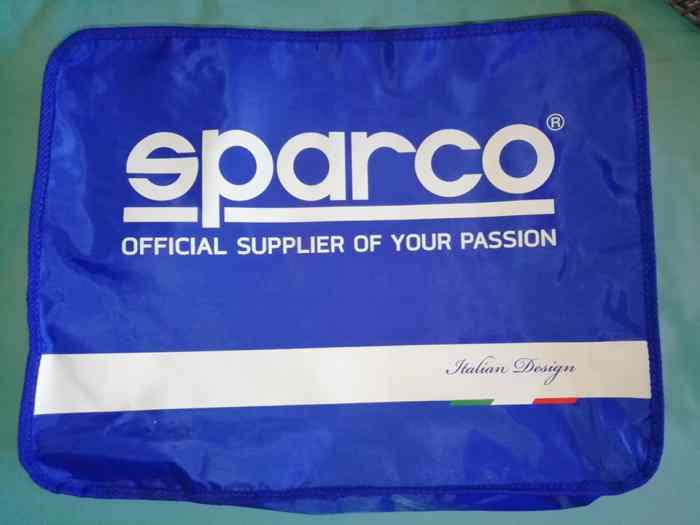 sparco®
OFFICIAL SUPPLIER OF YOUR PASSION
Italian Design